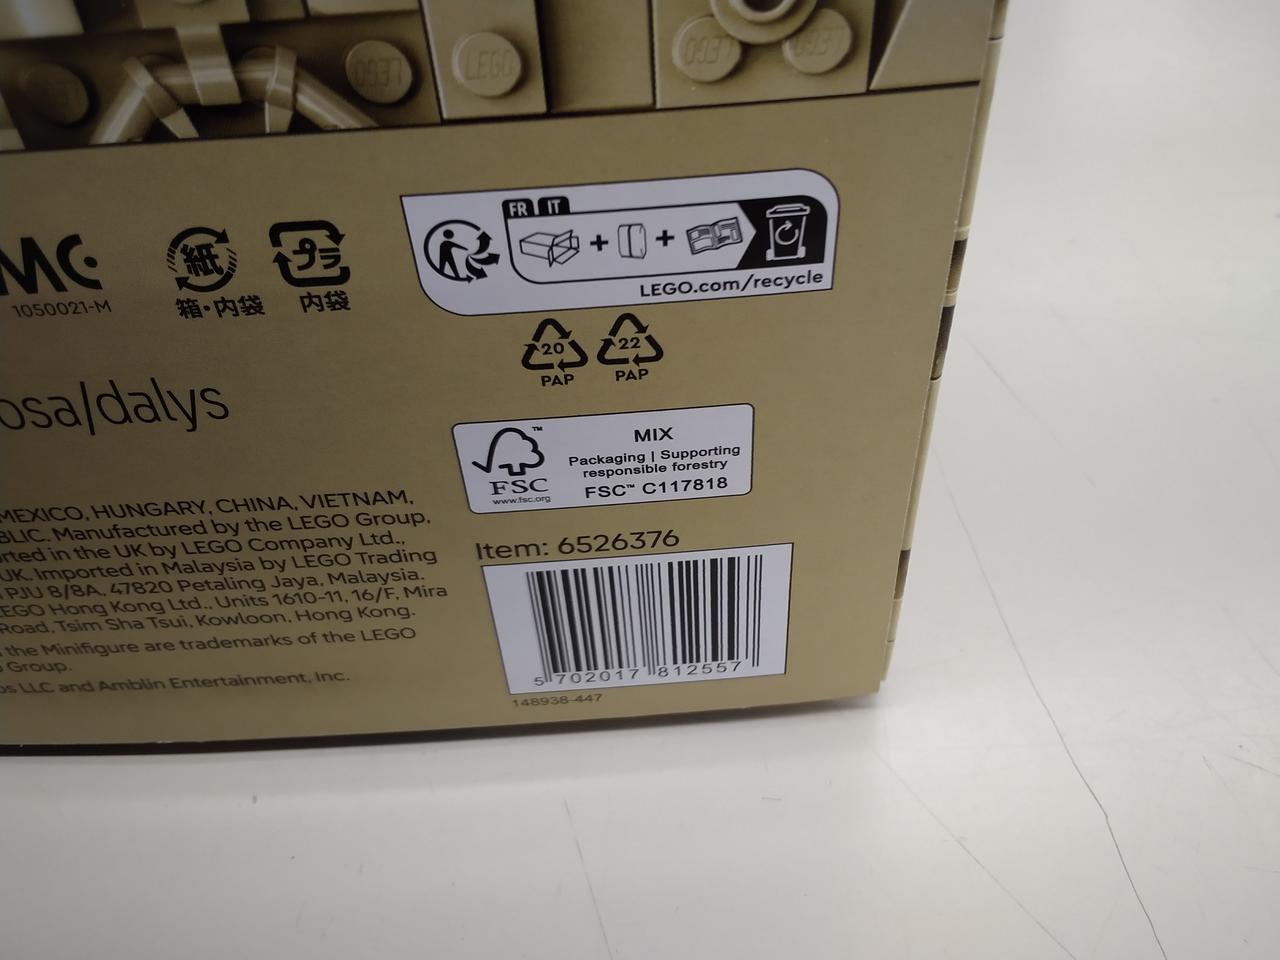 LEGO
MC
1050021-M
紙
箱・内袋
プラ
内袋
FR IT
LEGO.com/recycle
20
PAP
22
PAP
osa/dalys
FSC
www.fsc.org
MIX
Packaging | Supporting
responsible forestry
FSC™ C117818
MEXICO, HUNGARY, CHINA, VIETNAM,
BLIC. Manufactured by the LEGO Group,
rted in the UK by LEGO Company Ltd.,
UK. Imported in Malaysia by LEGO Trading
PJU 8/8A, 47820 Petaling Jaya, Malaysia.
EGO Hong Kong Ltd., Units 1610-11, 16/F, Mira
Road, Tsim Sha Tsui, Kowloon, Hong Kong.
the Minifigure are trademarks of the LEGO
Group.
os LLC and Amblin Entertainment, Inc.
Item: 6526376
5 702017 812557
148938-447